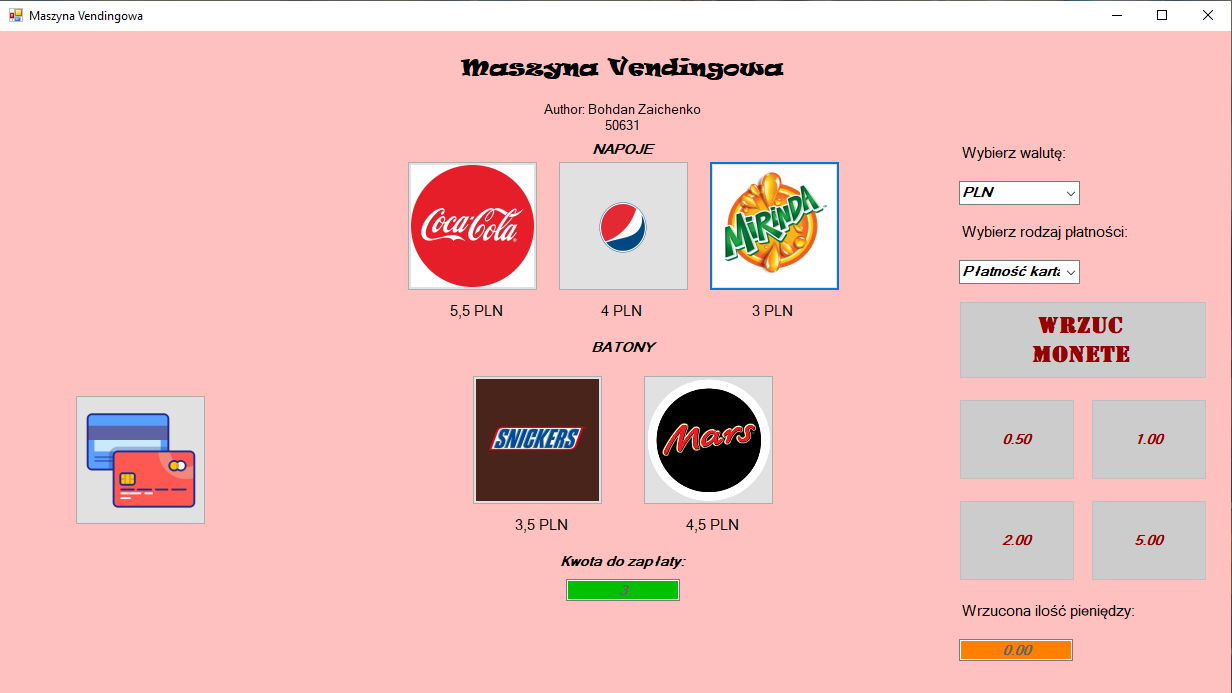 Maszyna Vendingowa
Maszyna Vendingowa
Author: Bohdan Zaichenko
50631
NAPOJE
Coca-Cola
MIRINDA
5,5 PLN
4 PLN
3 PLN
BATONY
SNICKERS
Mars
3,5 PLN
4,5 PLN
Kwota do zapłaty:
3
Wybierz walutę:
PLN
Wybierz rodzaj płatności:
Płatność kartą
WRZUC
MONETE
0.50
1.00
2.00
5.00
Wrzucona ilość pieniędzy:
0.00